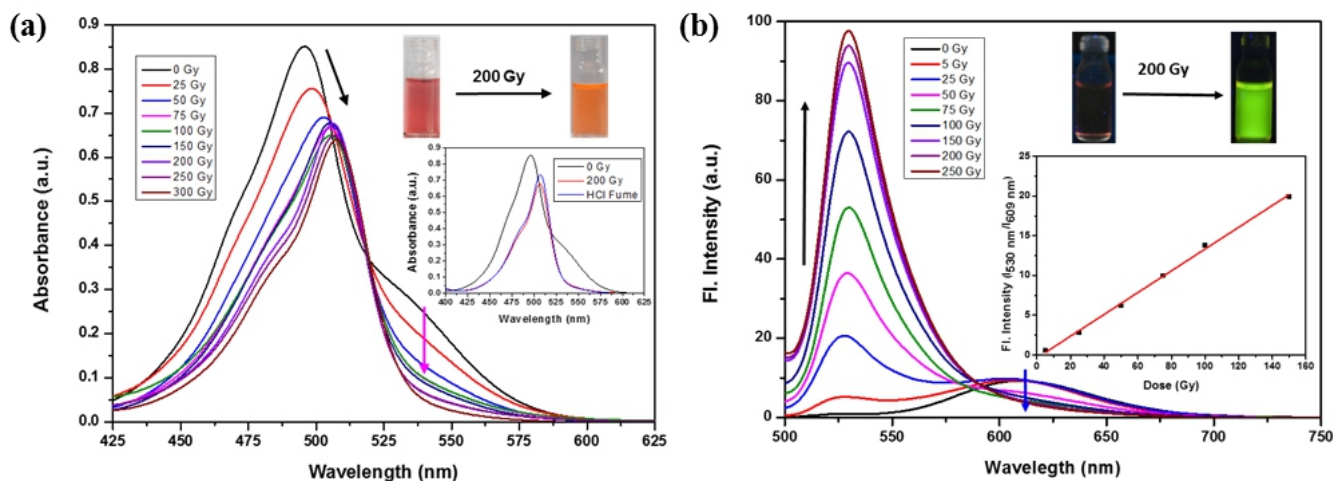 (a)
0.9
0.8
0.7
0.6
0.5
0.4
0.3
0.2
0.1
0.0
Absorbance (a.u.)
0 Gy
25 Gy
50 Gy
75 Gy
100 Gy
150 Gy
200 Gy
250 Gy
300 Gy
200 Gy
0.9
0.8
0.7
0.6
0.5
0.4
0.3
0.2
0.1
0.0
Absorbance (a.u.)
0 Gy
200 Gy
HCl Fume
400 425 450 475 500 525 550 575 600 625
Wavelength (nm)
425 450 475 500 525 550 575 600 625
Wavelength (nm)
(b)
100
80
60
40
20
0
Fl. Intensity (a.u.)
0 Gy
5 Gy
25 Gy
50 Gy
75 Gy
100 Gy
150 Gy
200 Gy
250 Gy
200 Gy
25
20
15
10
5
0
Fl. Intensity (I530 nm/I609 nm)
0 20 40 60 80 100 120 140 160
Dose (Gy)
500 550 600 650 700 750
Wavelegth (nm)